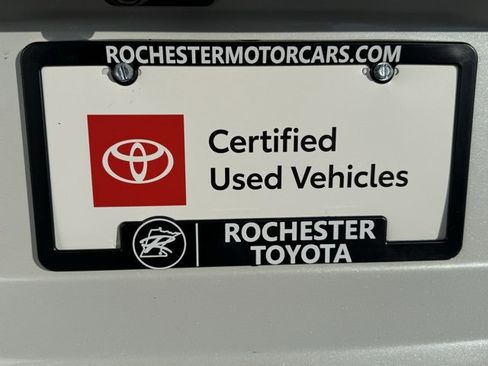 ROCHESTERMOTORCARS.COM
Certified
Used Vehicles
ROCHESTER
TOYOTA